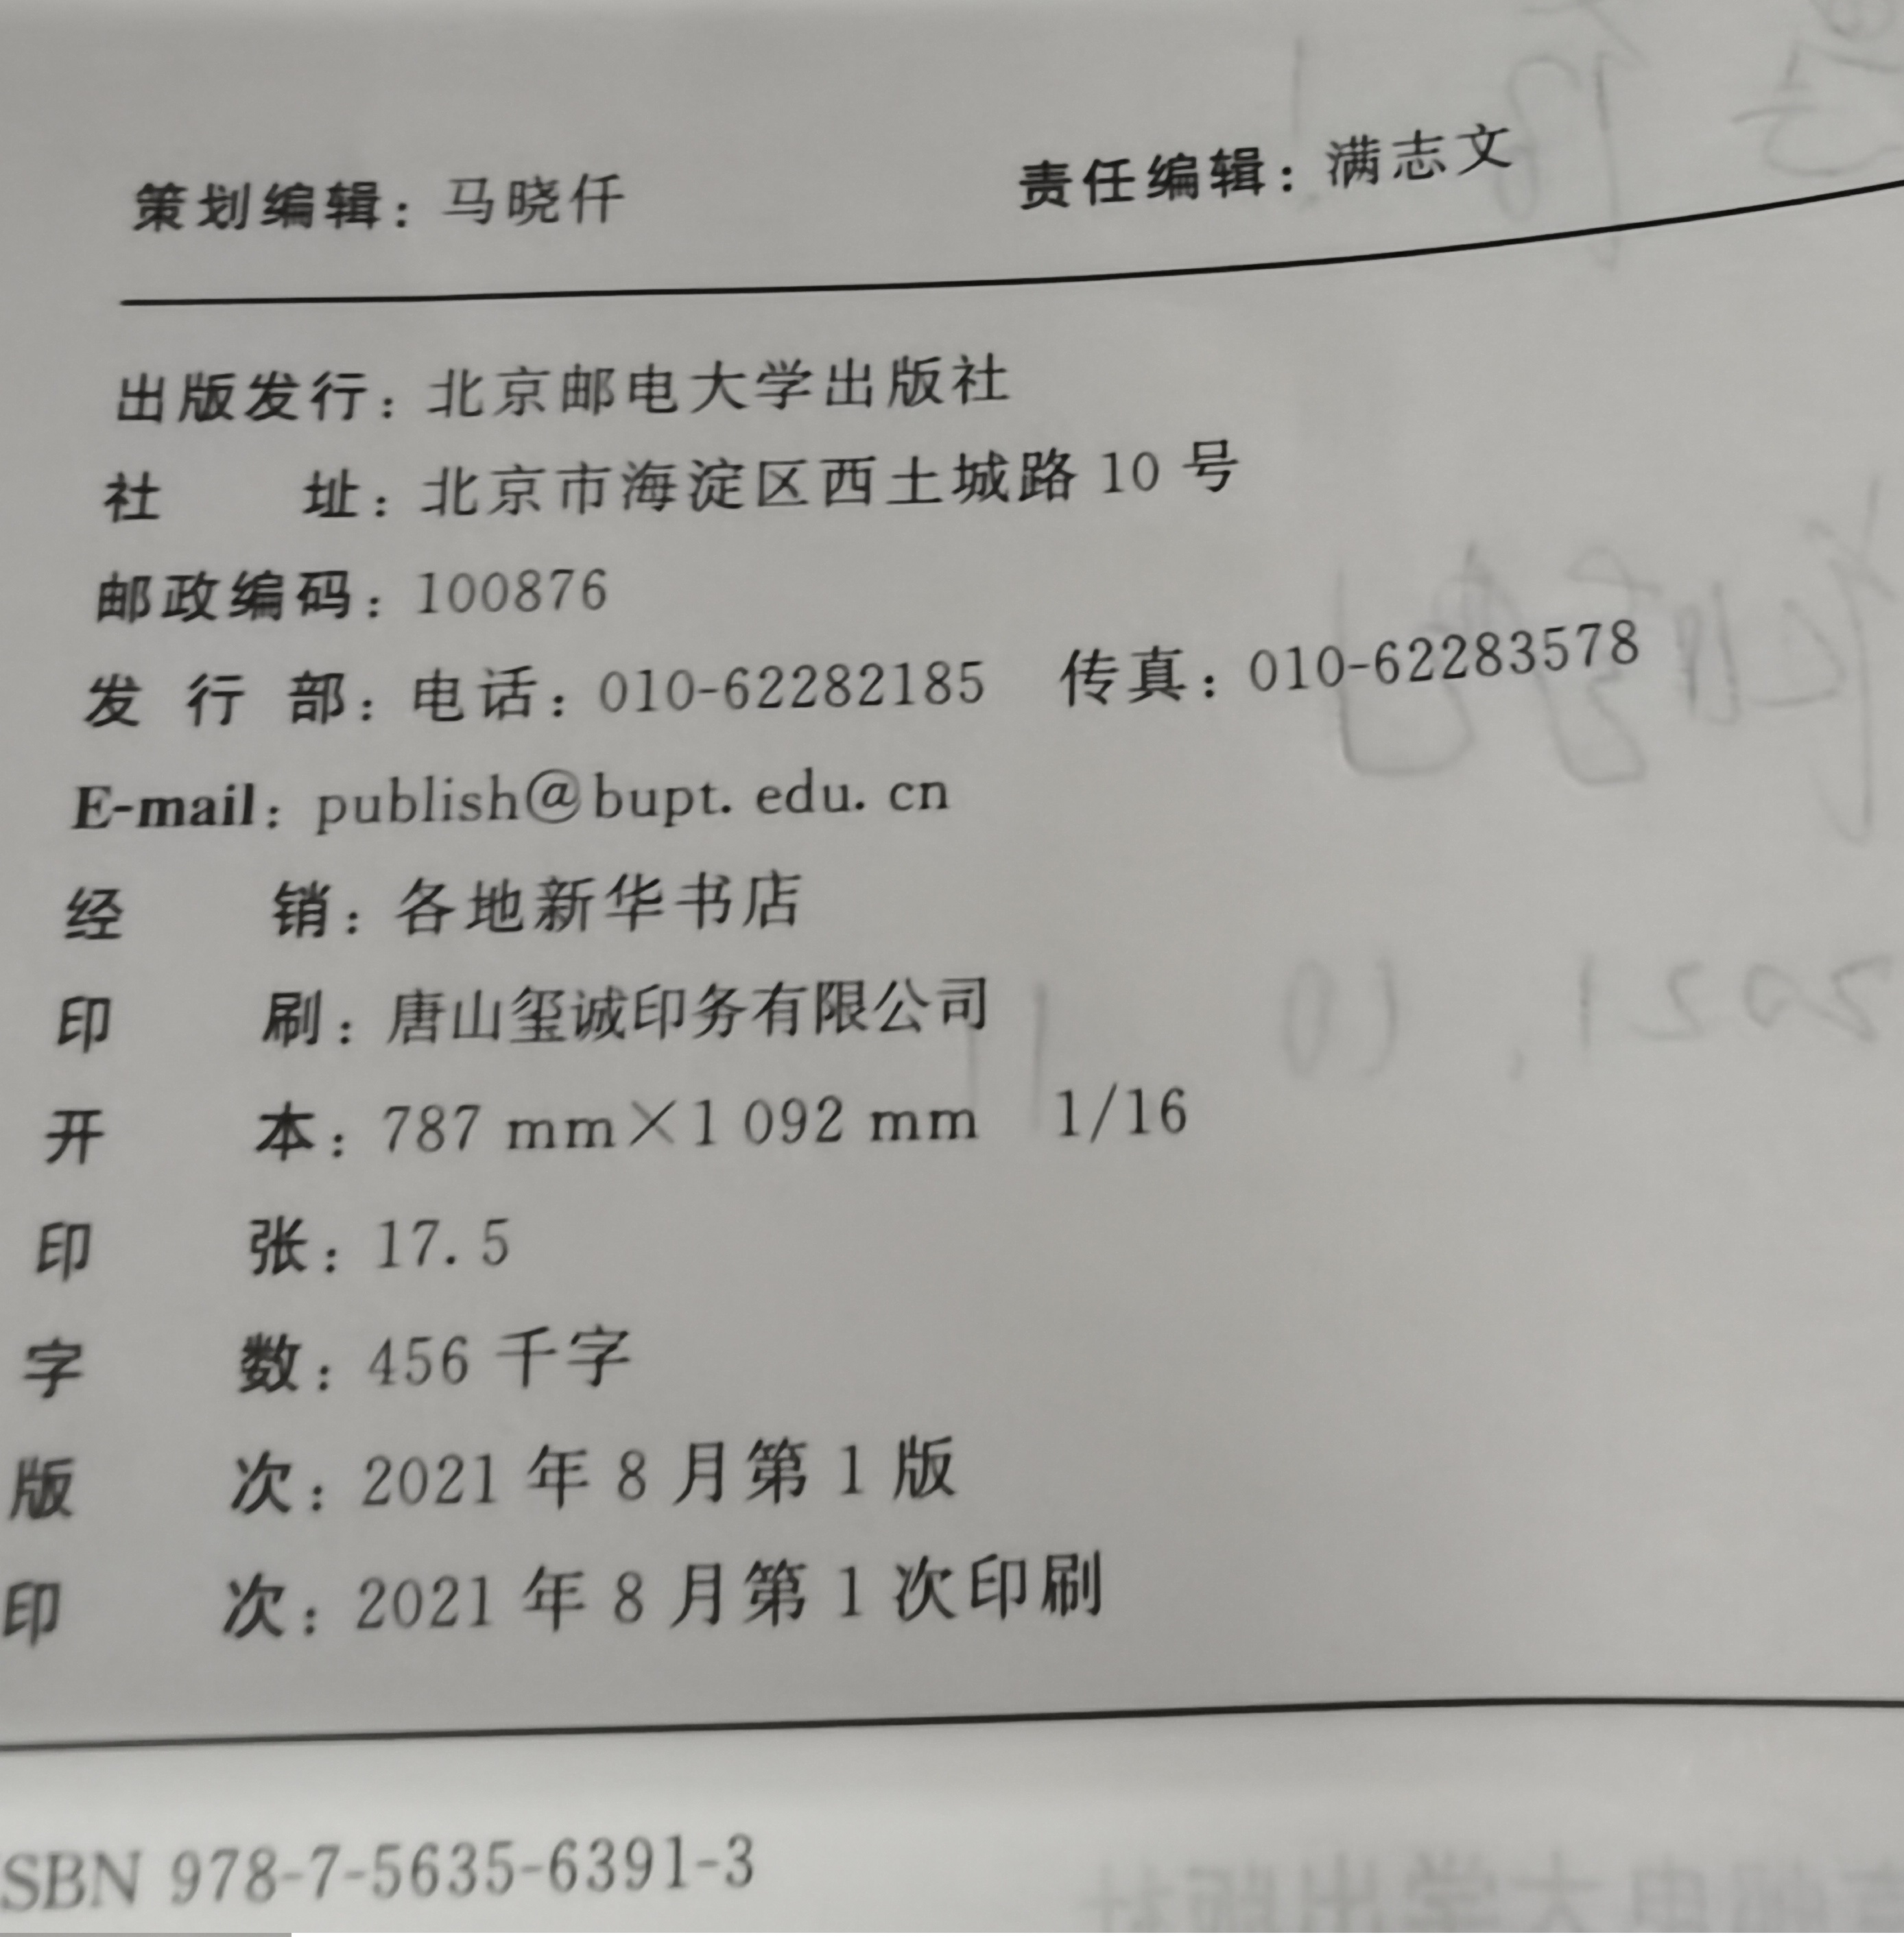 策划编辑：马晓仟 责任编辑：满志文
出版发行：北京邮电大学出版社
社 址：北京市海淀区西土城路 10 号
邮政编码：100876
发 行 部：电话：010-62282185 传真：010-62283578
E-mail：publish@bupt. edu. cn
经 销：各地新华书店
印 刷：唐山玺诚印务有限公司
开 本：787 mm×1 092 mm 1/16
印 张：17. 5
字 数：456 千字
版 次：2021 年 8 月第 1 版
印 次：2021 年 8 月第 1 次印刷
SBN 978-7-5635-6391-3